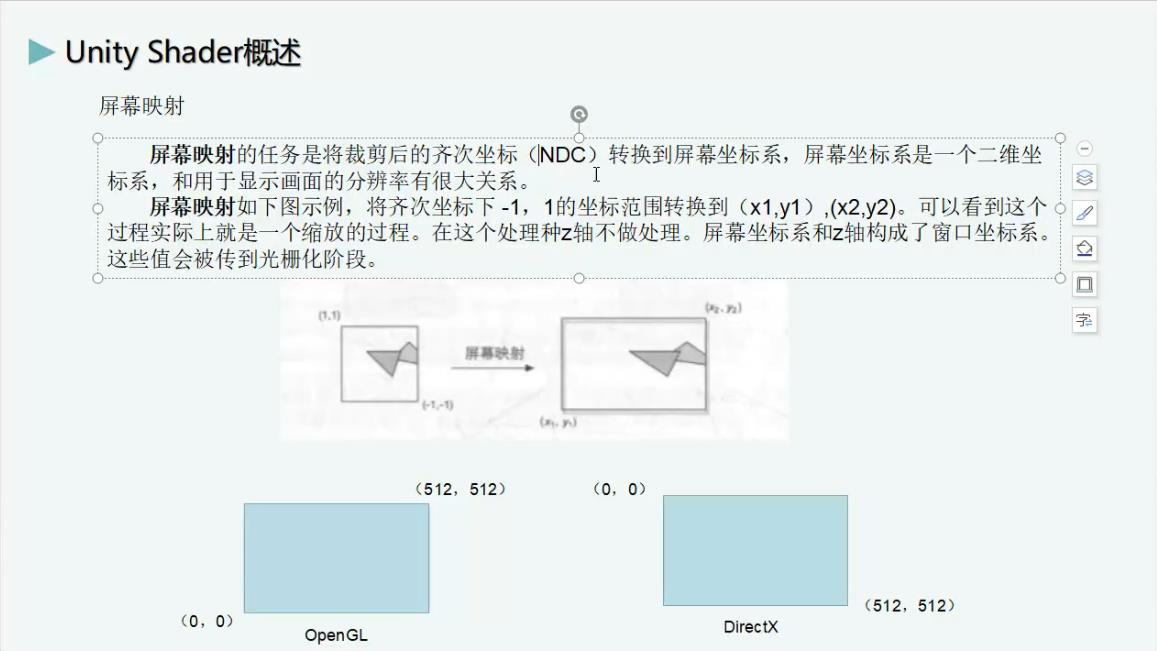 Unity Shader概述
屏幕映射
屏幕映射的任务是将裁剪后的齐次坐标（NDC）转换到屏幕坐标系，屏幕坐标系是一个二维坐
标系，和用于显示画面的分辨率有很大关系。
屏幕映射如下图示例，将齐次坐标下 -1，1的坐标范围转换到（x1,y1）,(x2,y2)。可以看到这个
过程实际上就是一个缩放的过程。在这个处理种z轴不做处理。屏幕坐标系和z轴构成了窗口坐标系。
这些值会被传到光栅化阶段。
(1,1)
(-1,-1)
屏幕映射
(x₂, y₂)
(x₁, y₁)
（512，512）
（0，0）
OpenGL
（0，0）
（512，512）
DirectX
字